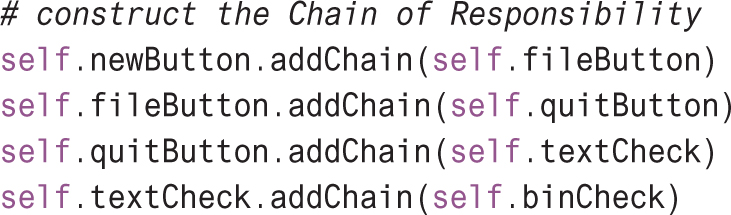 # construct the Chain of Responsibility
self.newButton.addChain(self.fileButton)
self.fileButton.addChain(self.quitButton)
self.quitButton.addChain(self.textCheck)
self.textCheck.addChain(self.binCheck)